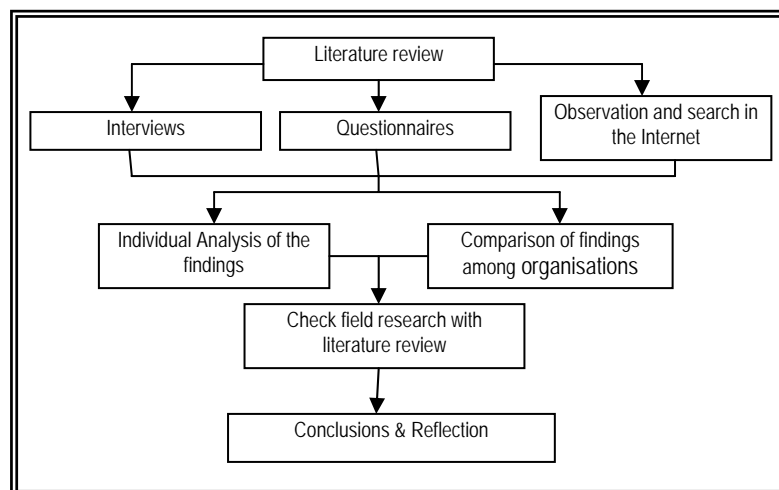 Literature review
Interviews
Questionnaires
Observation and search in
the Internet
Individual Analysis of the
findings
Comparison of findings
among organisations
Check field research with
literature review
Conclusions & Reflection